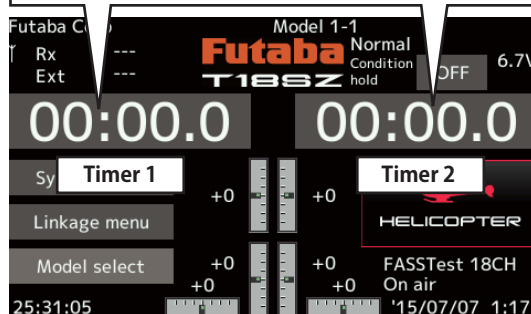 Futaba
Model 1-1
Rx ---
Ext ---
Futaba
T18SZ
Normal
Condition
hold
OFF
6.7V
00:00.0
00:00.0
Timer 1
Timer 2
Sy
+0
+0
HELICOPTER
Linkage menu
Model select
+0
+0
FASSTest 18CH
+0
+0
On air
25:31:05
'15/07/07 1:17